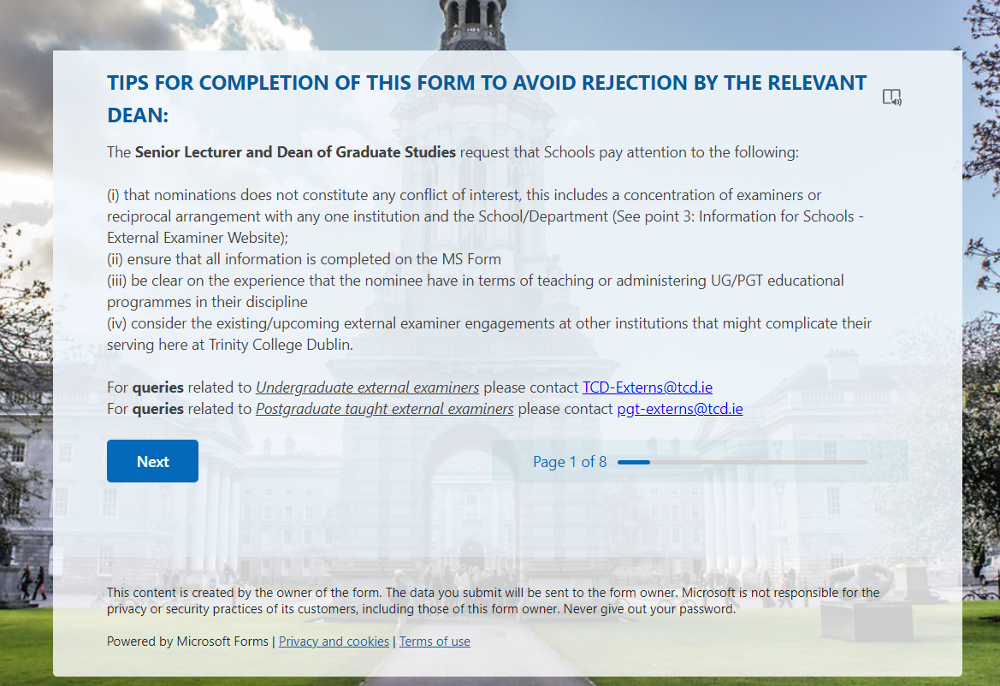 TIPS FOR COMPLETION OF THIS FORM TO AVOID REJECTION BY THE RELEVANT
DEAN:
The Senior Lecturer and Dean of Graduate Studies request that Schools pay attention to the following:
(i) that nominations does not constitute any conflict of interest, this includes a concentration of examiners or
reciprocal arrangement with any one institution and the School/Department (See point 3: Information for Schools -
External Examiner Website);
(ii) ensure that all information is completed on the MS Form
(iii) be clear on the experience that the nominee have in terms of teaching or administering UG/PGT educational
programmes in their discipline
(iv) consider the existing/upcoming external examiner engagements at other institutions that might complicate their
serving here at Trinity College Dublin.
For queries related to Undergraduate external examiners please contact TCD-Externs@tcd.ie
For queries related to Postgraduate taught external examiners please contact pgt-externs@tcd.ie
Next
Page 1 of 8
This content is created by the owner of the form. The data you submit will be sent to the form owner. Microsoft is not responsible for the
privacy or security practices of its customers, including those of this form owner. Never give out your password.
Powered by Microsoft Forms | Privacy and cookies | Terms of use